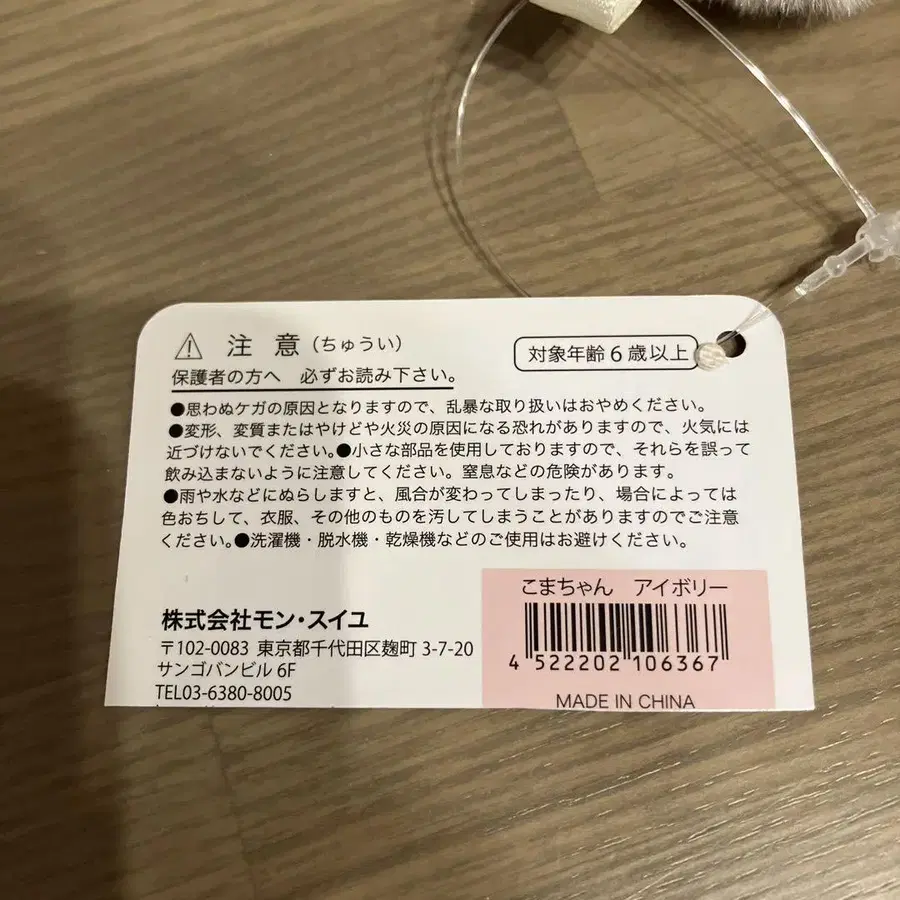 注 意（ちゅうい）
対象年齢６歳以上
保護者の方へ 必ずお読み下さい。
●思わぬケガの原因となりますので、乱暴な取り扱いはおやめください。
●変形、変質またはやけどや火災の原因になる恐れがありますので、火気には
近づけないでください。●小さな部品を使用しておりますので、それらを誤って
飲み込まないように注意してください。窒息などの危険があります。
●雨や水などにぬらしますと、風合が変わってしまったり、場合によっては
色おちして、衣服、その他のものを汚してしまうことがありますのでご注意
ください。●洗濯機・脱水機・乾燥機などのご使用はお避けください。
株式会社モン・スイユ
〒102-0083 東京都千代田区麹町 3-7-20
サンゴバンビル 6F
TEL03-6380-8005
こまちゃん アイボリー
4 522202 106367
MADE IN CHINA